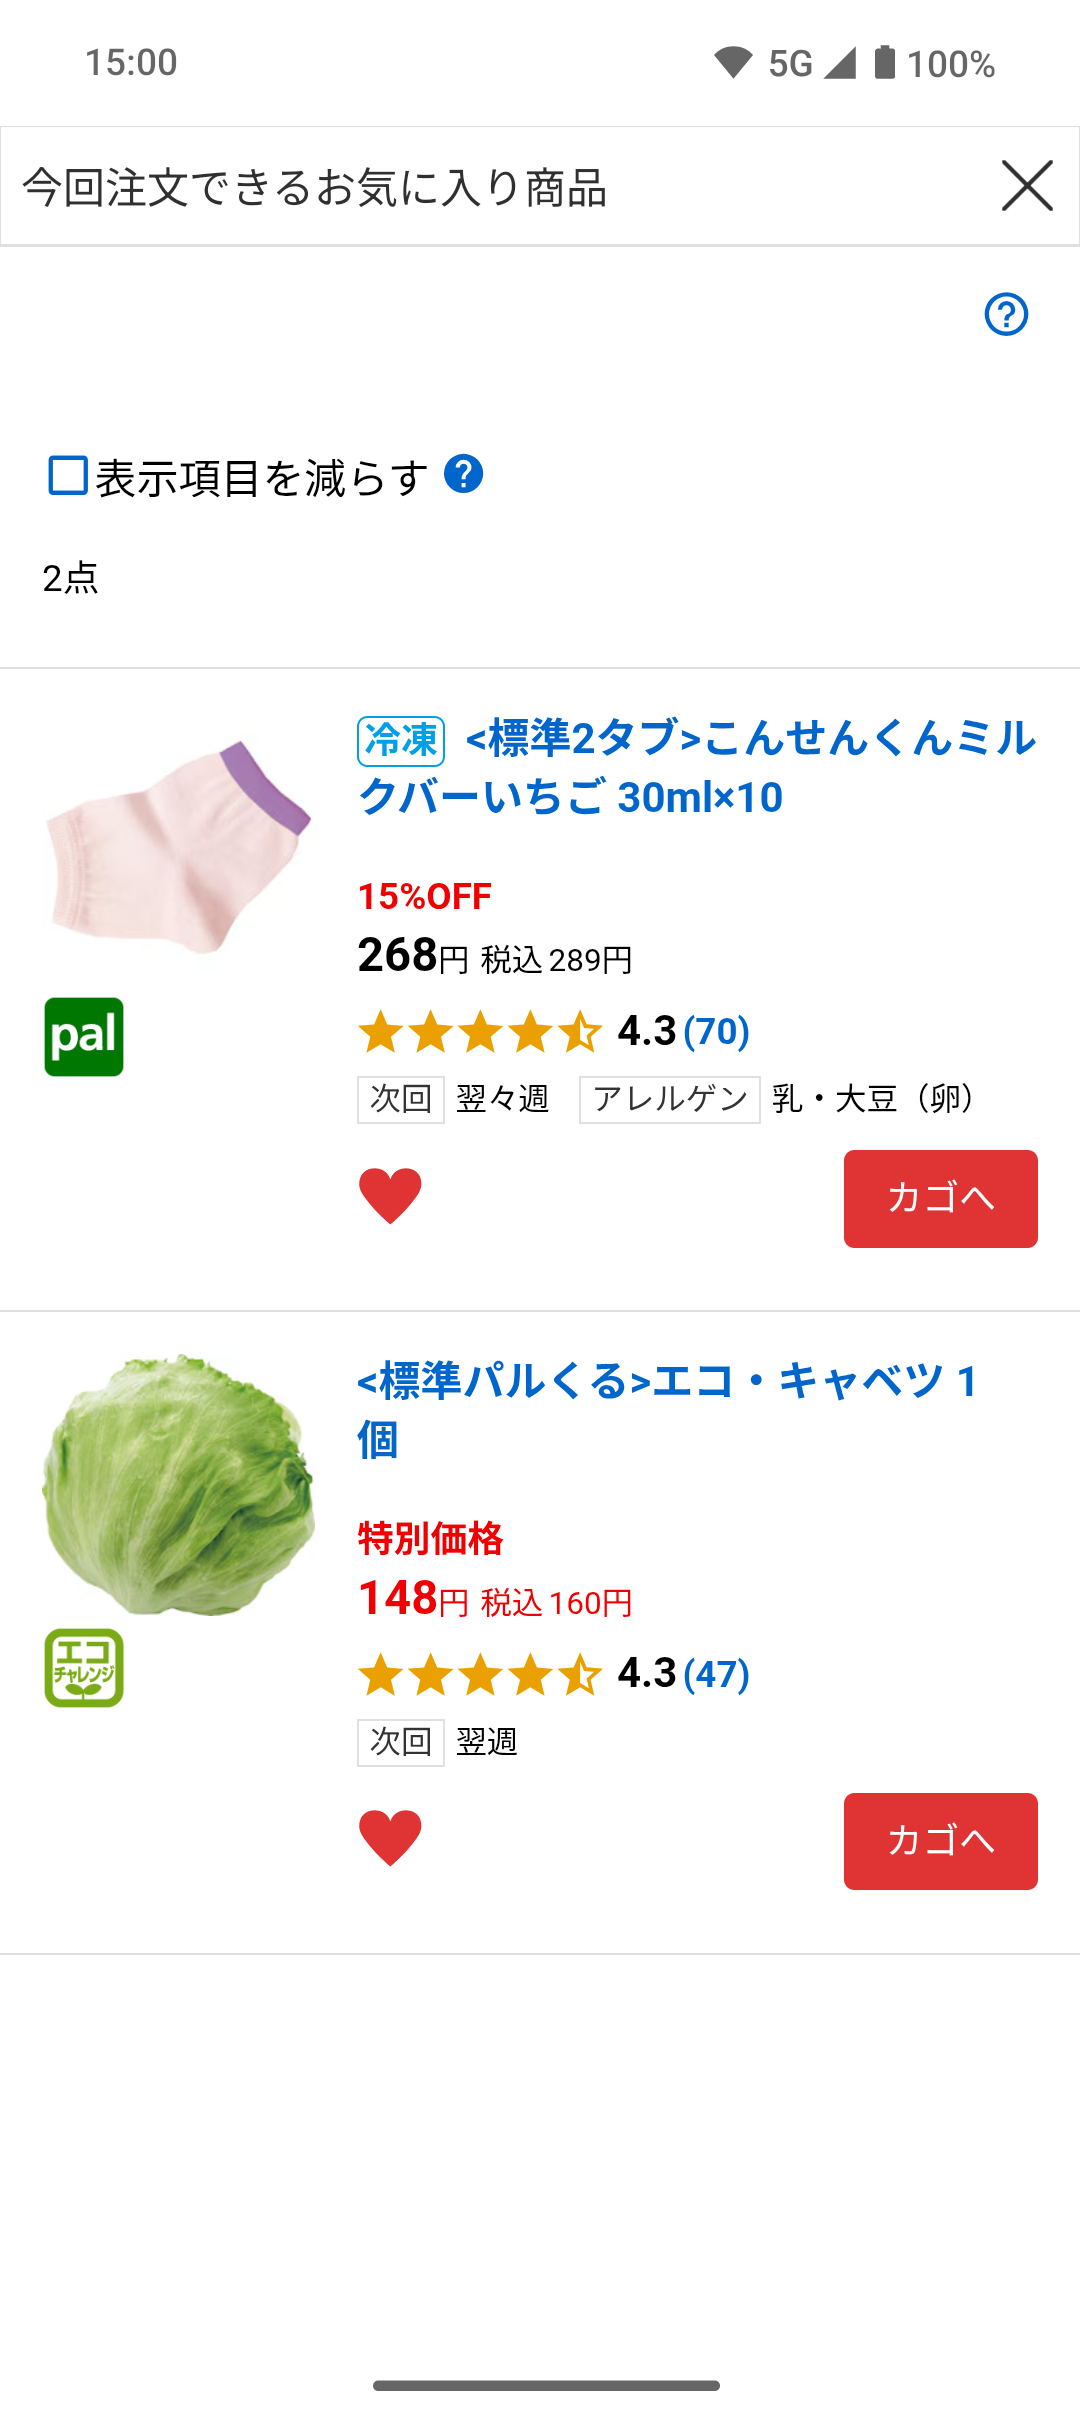 15:00 5G 100%
今回注文できるお気に入り商品
表示項目を減らす
2点
冷凍 <標準2タブ>こんせんくんミル
クバーいちご 30ml×10
15%OFF
268円 税込 289円
4.3 (70)
pal
次回 翌々週 アレルゲン 乳・大豆（卵）
カゴへ
<標準パルくる>エコ・キャベツ 1
個
特別価格
148円 税込 160円
4.3 (47)
エコ
チャレンジ
次回 翌週
カゴへ